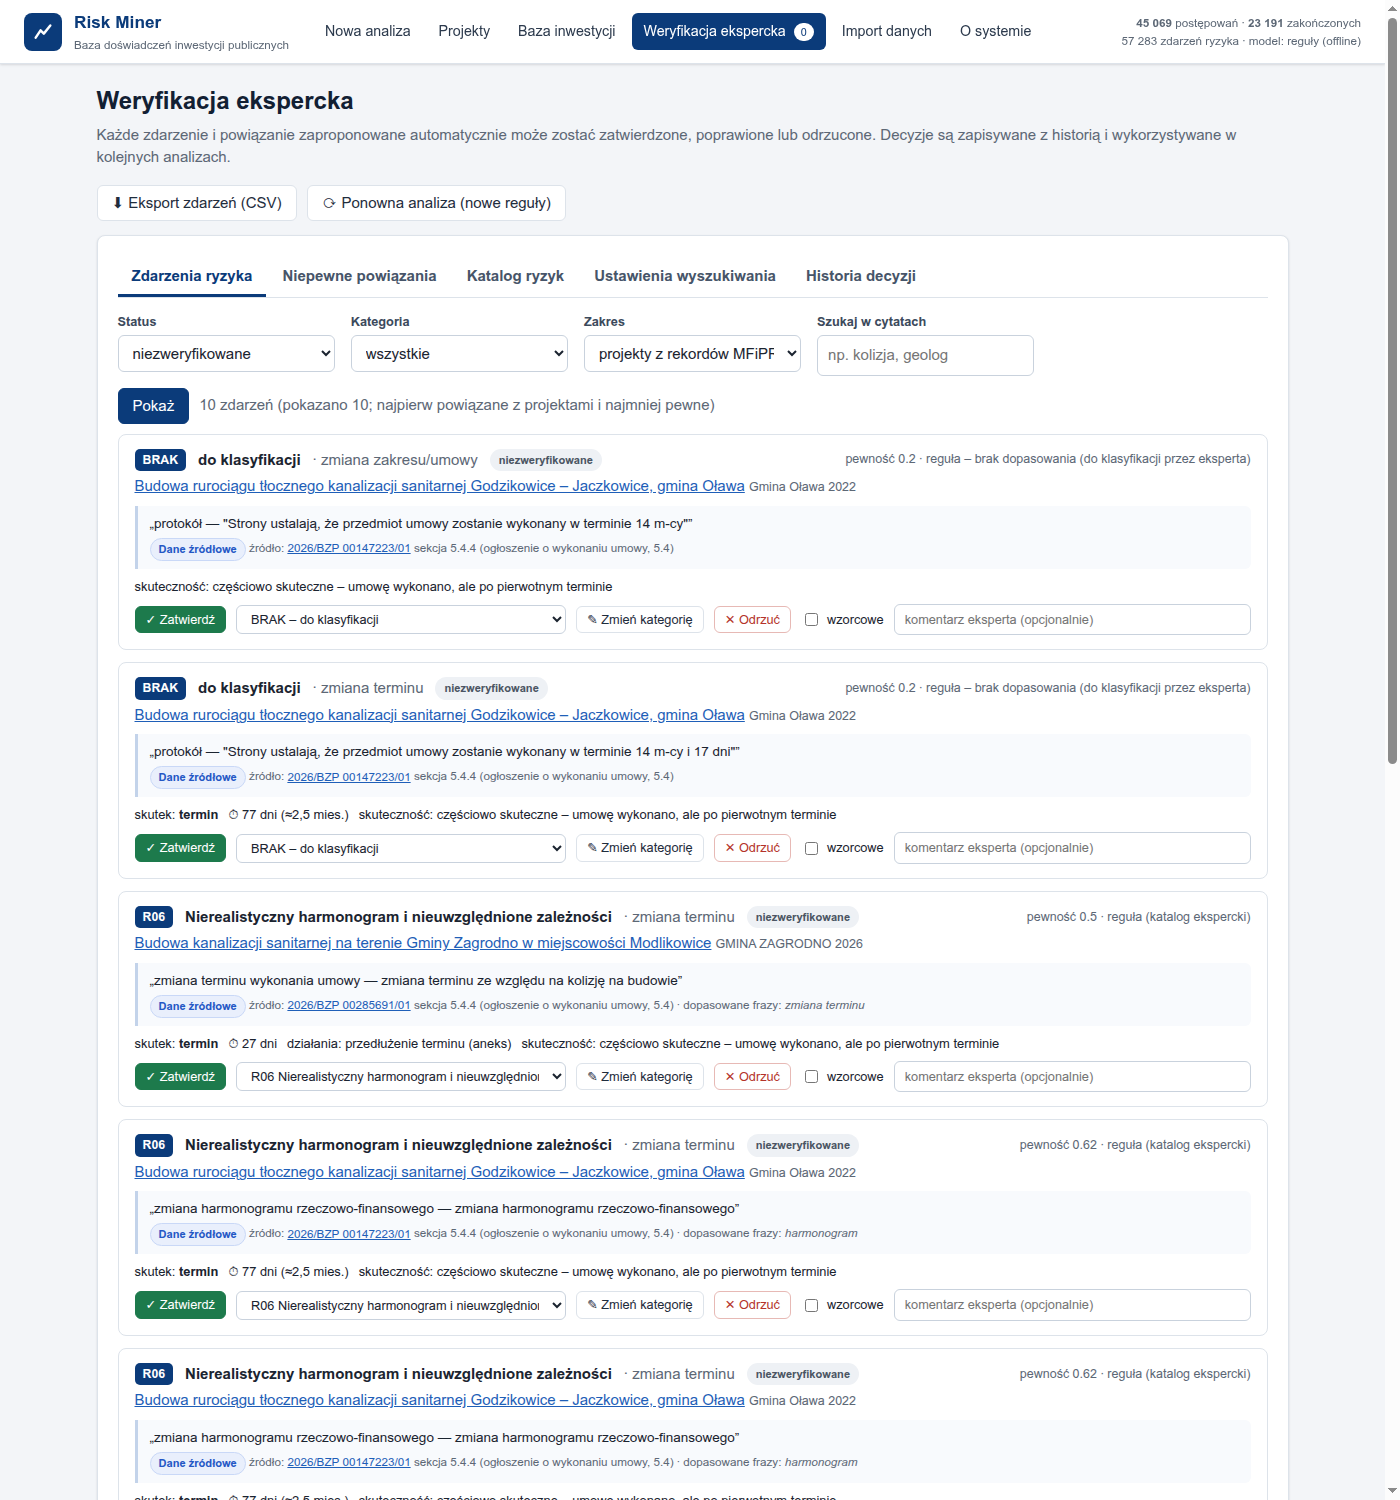 Risk Miner
Baza doświadczeń inwestycji publicznych
Nowa analiza
Projekty
Baza inwestycji
Weryfikacja ekspercka 0
Import danych
O systemie
45 069 postępowań · 23 191 zakończonych
57 283 zdarzeń ryzyka · model: reguły (offline)
Weryfikacja ekspercka
Każde zdarzenie i powiązanie zaproponowane automatycznie może zostać zatwierdzone, poprawione lub odrzucone. Decyzje są zapisywane z historią i wykorzystywane w
kolejnych analizach.
⬇ Eksport zdarzeń (CSV)
⟳ Ponowna analiza (nowe reguły)
Zdarzenia ryzyka
Niepewne powiązania
Katalog ryzyk
Ustawienia wyszukiwania
Historia decyzji
Status
Kategoria
Zakres
Szukaj w cytatach
niezweryfikowane
wszystkie
projekty z rekordów MFiPR
np. kolizja, geolog
Pokaż
10 zdarzeń (pokazano 10; najpierw powiązane z projektami i najmniej pewne)
BRAK do klasyfikacji · zmiana zakresu/umowy niezweryfikowane
pewność 0.2 · reguła – brak dopasowania (do klasyfikacji przez eksperta)
Budowa rurociągu tłocznego kanalizacji sanitarnej Godzikowice – Jaczkowice, gmina Oława Gmina Oława 2022
„protokół — "Strony ustalają, że przedmiot umowy zostanie wykonany w terminie 14 m-cy"”
Dane źródłowe źródło: 2026/BZP 00147223/01 sekcja 5.4.4 (ogłoszenie o wykonaniu umowy, 5.4)
skuteczność: częściowo skuteczne – umowę wykonano, ale po pierwotnym terminie
✓ Zatwierdź
BRAK – do klasyfikacji
✎ Zmień kategorię
✕ Odrzuć
wzorcowe
komentarz eksperta (opcjonalnie)
BRAK do klasyfikacji · zmiana terminu niezweryfikowane
pewność 0.2 · reguła – brak dopasowania (do klasyfikacji przez eksperta)
Budowa rurociągu tłocznego kanalizacji sanitarnej Godzikowice – Jaczkowice, gmina Oława Gmina Oława 2022
„protokół — "Strony ustalają, że przedmiot umowy zostanie wykonany w terminie 14 m-cy i 17 dni"”
Dane źródłowe źródło: 2026/BZP 00147223/01 sekcja 5.4.4 (ogłoszenie o wykonaniu umowy, 5.4)
skutek: termin ⏱ 77 dni (≈2,5 mies.) skuteczność: częściowo skuteczne – umowę wykonano, ale po pierwotnym terminie
✓ Zatwierdź
BRAK – do klasyfikacji
✎ Zmień kategorię
✕ Odrzuć
wzorcowe
komentarz eksperta (opcjonalnie)
R06 Nierealistyczny harmonogram i nieuwzględnione zależności · zmiana terminu niezweryfikowane
pewność 0.5 · reguła (katalog ekspercki)
Budowa kanalizacji sanitarnej na terenie Gminy Zagrodno w miejscowości Modlikowice GMINA ZAGRODNO 2026
„zmiana terminu wykonania umowy — zmiana terminu ze względu na kolizję na budowie”
Dane źródłowe źródło: 2026/BZP 00285691/01 sekcja 5.4.4 (ogłoszenie o wykonaniu umowy, 5.4) · dopasowane frazy: zmiana terminu
skutek: termin ⏱ 27 dni działania: przedłużenie terminu (aneks) skuteczność: częściowo skuteczne – umowę wykonano, ale po pierwotnym terminie
✓ Zatwierdź
R06 Nierealistyczny harmonogram i nieuwzględnior
✎ Zmień kategorię
✕ Odrzuć
wzorcowe
komentarz eksperta (opcjonalnie)
R06 Nierealistyczny harmonogram i nieuwzględnione zależności · zmiana terminu niezweryfikowane
pewność 0.62 · reguła (katalog ekspercki)
Budowa rurociągu tłocznego kanalizacji sanitarnej Godzikowice – Jaczkowice, gmina Oława Gmina Oława 2022
„zmiana harmonogramu rzeczowo-finansowego — zmiana harmonogramu rzeczowo-finansowego”
Dane źródłowe źródło: 2026/BZP 00147223/01 sekcja 5.4.4 (ogłoszenie o wykonaniu umowy, 5.4) · dopasowane frazy: harmonogram
skutek: termin ⏱ 77 dni (≈2,5 mies.) skuteczność: częściowo skuteczne – umowę wykonano, ale po pierwotnym terminie
✓ Zatwierdź
R06 Nierealistyczny harmonogram i nieuwzględnior
✎ Zmień kategorię
✕ Odrzuć
wzorcowe
komentarz eksperta (opcjonalnie)
R06 Nierealistyczny harmonogram i nieuwzględnione zależności · zmiana terminu niezweryfikowane
pewność 0.62 · reguła (katalog ekspercki)
Budowa rurociągu tłocznego kanalizacji sanitarnej Godzikowice – Jaczkowice, gmina Oława Gmina Oława 2022
„zmiana harmonogramu rzeczowo-finansowego — zmiana harmonogramu rzeczowo-finansowego”
Dane źródłowe źródło: 2026/BZP 00147223/01 sekcja 5.4.4 (ogłoszenie o wykonaniu umowy, 5.4) · dopasowane frazy: harmonogram
skutek: termin ⏱ 77 dni (≈2,5 mies.) skuteczność: częściowo skuteczne – umowę wykonano, ale po pierwotnym terminie